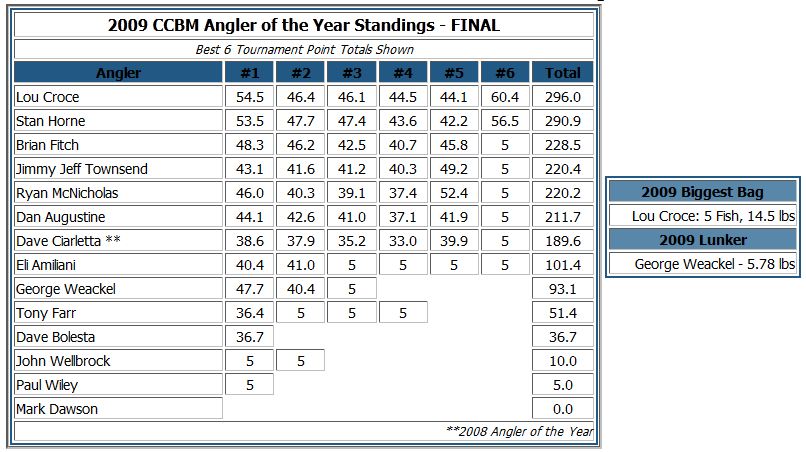 2009 CCBM Angler of the Year Standings - FINAL
Best 6 Tournament Point Totals Shown
Angler #1 #2 #3 #4 #5 #6 Total
Lou Croce 54.5 46.4 46.1 44.5 44.1 60.4 296.0
Stan Horne 53.5 47.7 47.4 43.6 42.2 56.5 290.9
Brian Fitch 48.3 46.2 42.5 40.7 45.8 5 228.5
Jimmy Jeff Townsend 43.1 41.6 41.2 40.3 49.2 5 220.4
Ryan McNicholas 46.0 40.3 39.1 37.4 52.4 5 220.2
Dan Augustine 44.1 42.6 41.0 37.1 41.9 5 211.7
Dave Ciarletta ** 38.6 37.9 35.2 33.0 39.9 5 189.6
Eli Amiliani 40.4 41.0 5 5 5 5 101.4
George Weackel 47.7 40.4 5 93.1
Tony Farr 36.4 5 5 5 51.4
Dave Bolesta 36.7 36.7
John Wellbrock 5 5 10.0
Paul Wiley 5 5.0
Mark Dawson 0.0
**2008 Angler of the Year
2009 Biggest Bag
Lou Croce: 5 Fish, 14.5 lbs
2009 Lunker
George Weackel - 5.78 lbs